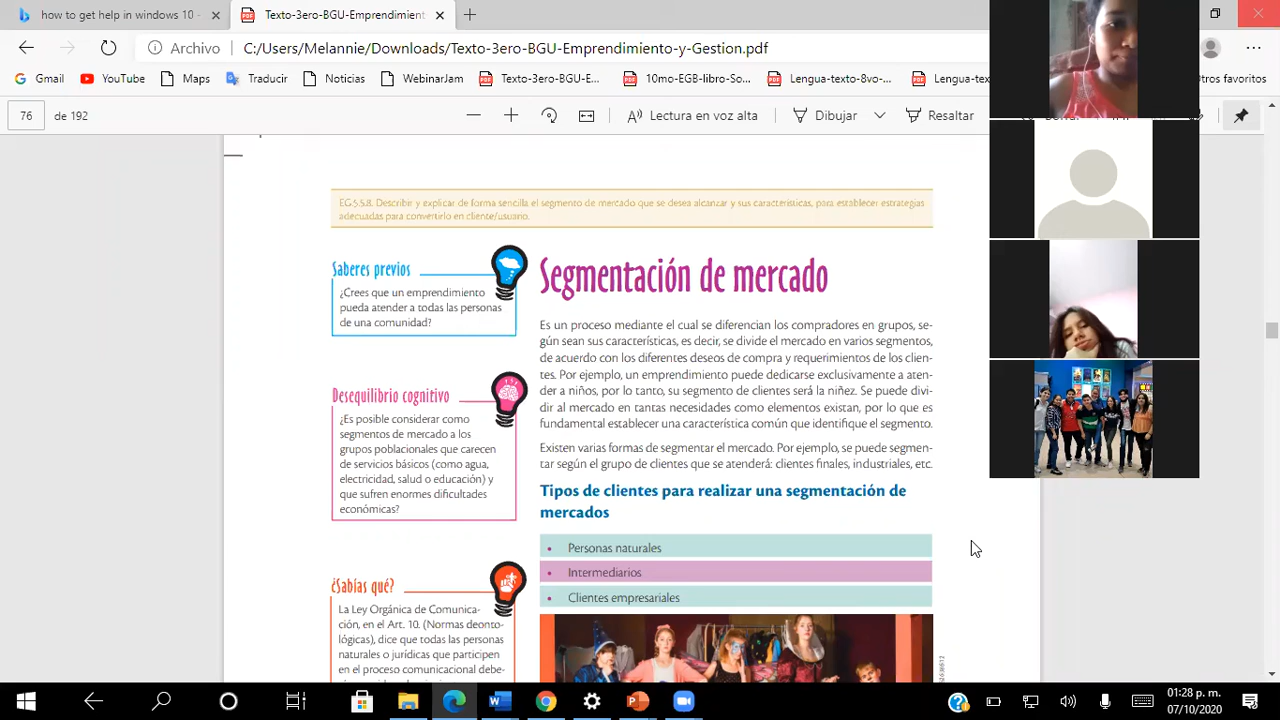 how to get help in windows 10 -
Texto-3ero-BGU-Emprendimient
Archivo
C:/Users/Melannie/Downloads/Texto-3ero-BGU-Emprendimiento-y-Gestion.pdf
Gmail
YouTube
Maps
Traducir
Noticias
WebinarJam
Texto-3ero-BGU-E...
10mo-EGB-libro-So...
Lengua-texto-8vo-...
Lengua-tex
Otros favoritos
76
de 192
Lectura en voz alta
Dibujar
Resaltar
EG.5.5.8. Describir y explicar de forma sencilla el segmento de mercado que se desea alcanzar y sus características, para establecer estrategias
adecuadas para convertirlo en cliente/usuario.
Saberes previos
¿Crees que un emprendimiento
pueda atender a todas las personas
de una comunidad?
Desequilibrio cognitivo
¿Es posible considerar como
segmentos de mercado a los
grupos poblacionales que carecen
de servicios básicos (como agua,
electricidad, salud o educación) y
que sufren enormes dificultades
económicas?
¿Sabías qué?
La Ley Orgánica de Comunica-
ción, en el Art. 10. (Normas deonto-
lógicas), dice que todas las personas
naturales o jurídicas que participen
en el proceso comunicacional debe-
Segmentación de mercado
Es un proceso mediante el cual se diferencian los compradores en grupos, se-
gún sean sus características, es decir, se divide el mercado en varios segmentos,
de acuerdo con los diferentes deseos de compra y requerimientos de los clien-
tes. Por ejemplo, un emprendimiento puede dedicarse exclusivamente a aten-
der a niños, por lo tanto, su segmento de clientes será la niñez. Se puede divi-
dir al mercado en tantas necesidades como elementos existan, por lo que es
fundamental establecer una característica común que identifique el segmento.
Existen varias formas de segmentar el mercado. Por ejemplo, se puede segmen-
tar según el grupo de clientes que se atenderá: clientes finales, industriales, etc.
Tipos de clientes para realizar una segmentación de
mercados
• Personas naturales
• Intermediarios
• Clientes empresariales
01:28 p. m.
07/10/2020